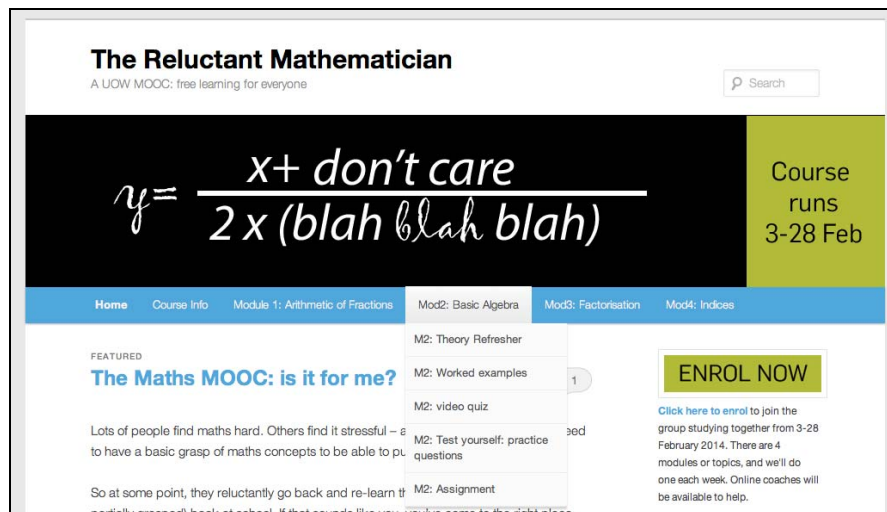 The Reluctant Mathematician
A UOW MOOC: free learning for everyone
Search
y= x+ don't care
2 x (blah blah blah)
Course
runs
3-28 Feb
Home Course Info Module 1: Arithmetic of Fractions Mod2: Basic Algebra Mod3: Factorisation Mod4: Indices
M2: Theory Refresher
M2: Worked examples
M2: video quiz
M2: Test yourself: practice
questions
M2: Assignment
FEATURED
The Maths MOOC: is it for me?
1
Lots of people find maths hard. Others find it stressful – a
to have a basic grasp of maths concepts to be able to pu
So at some point, they reluctantly go back and re-learn th
ENROL NOW
Click here to enrol to join the
group studying together from 3-28
February 2014. There are 4
modules or topics, and we'll do
one each week. Online coaches will
be available to help.